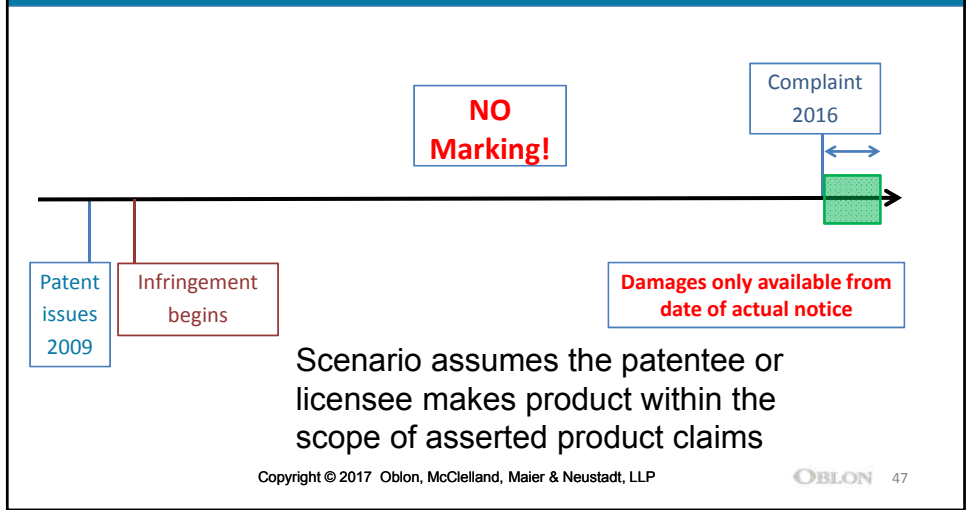 NO
Marking!
Complaint
2016
Patent
issues
2009
Infringement
begins
Damages only available from
date of actual notice
Scenario assumes the patentee or
licensee makes product within the
scope of asserted product claims
Copyright © 2017 Oblon, McClelland, Maier & Neustadt, LLP
OBLON 47